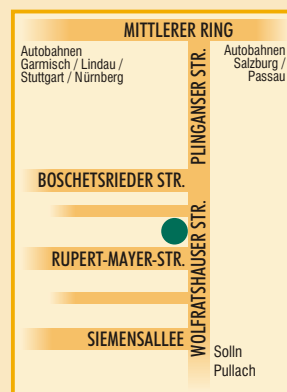 MITTLERER RING
Autobahnen
Garmisch / Lindau /
Stuttgart / Nürnberg
PLINGANSER STR.
Autobahnen
Salzburg /
Passau
BOSCHETSRIEDER STR.
WOLFRATSHAUSER STR.
RUPERT-MAYER-STR.
SIEMENSALLEE
Solln
Pullach